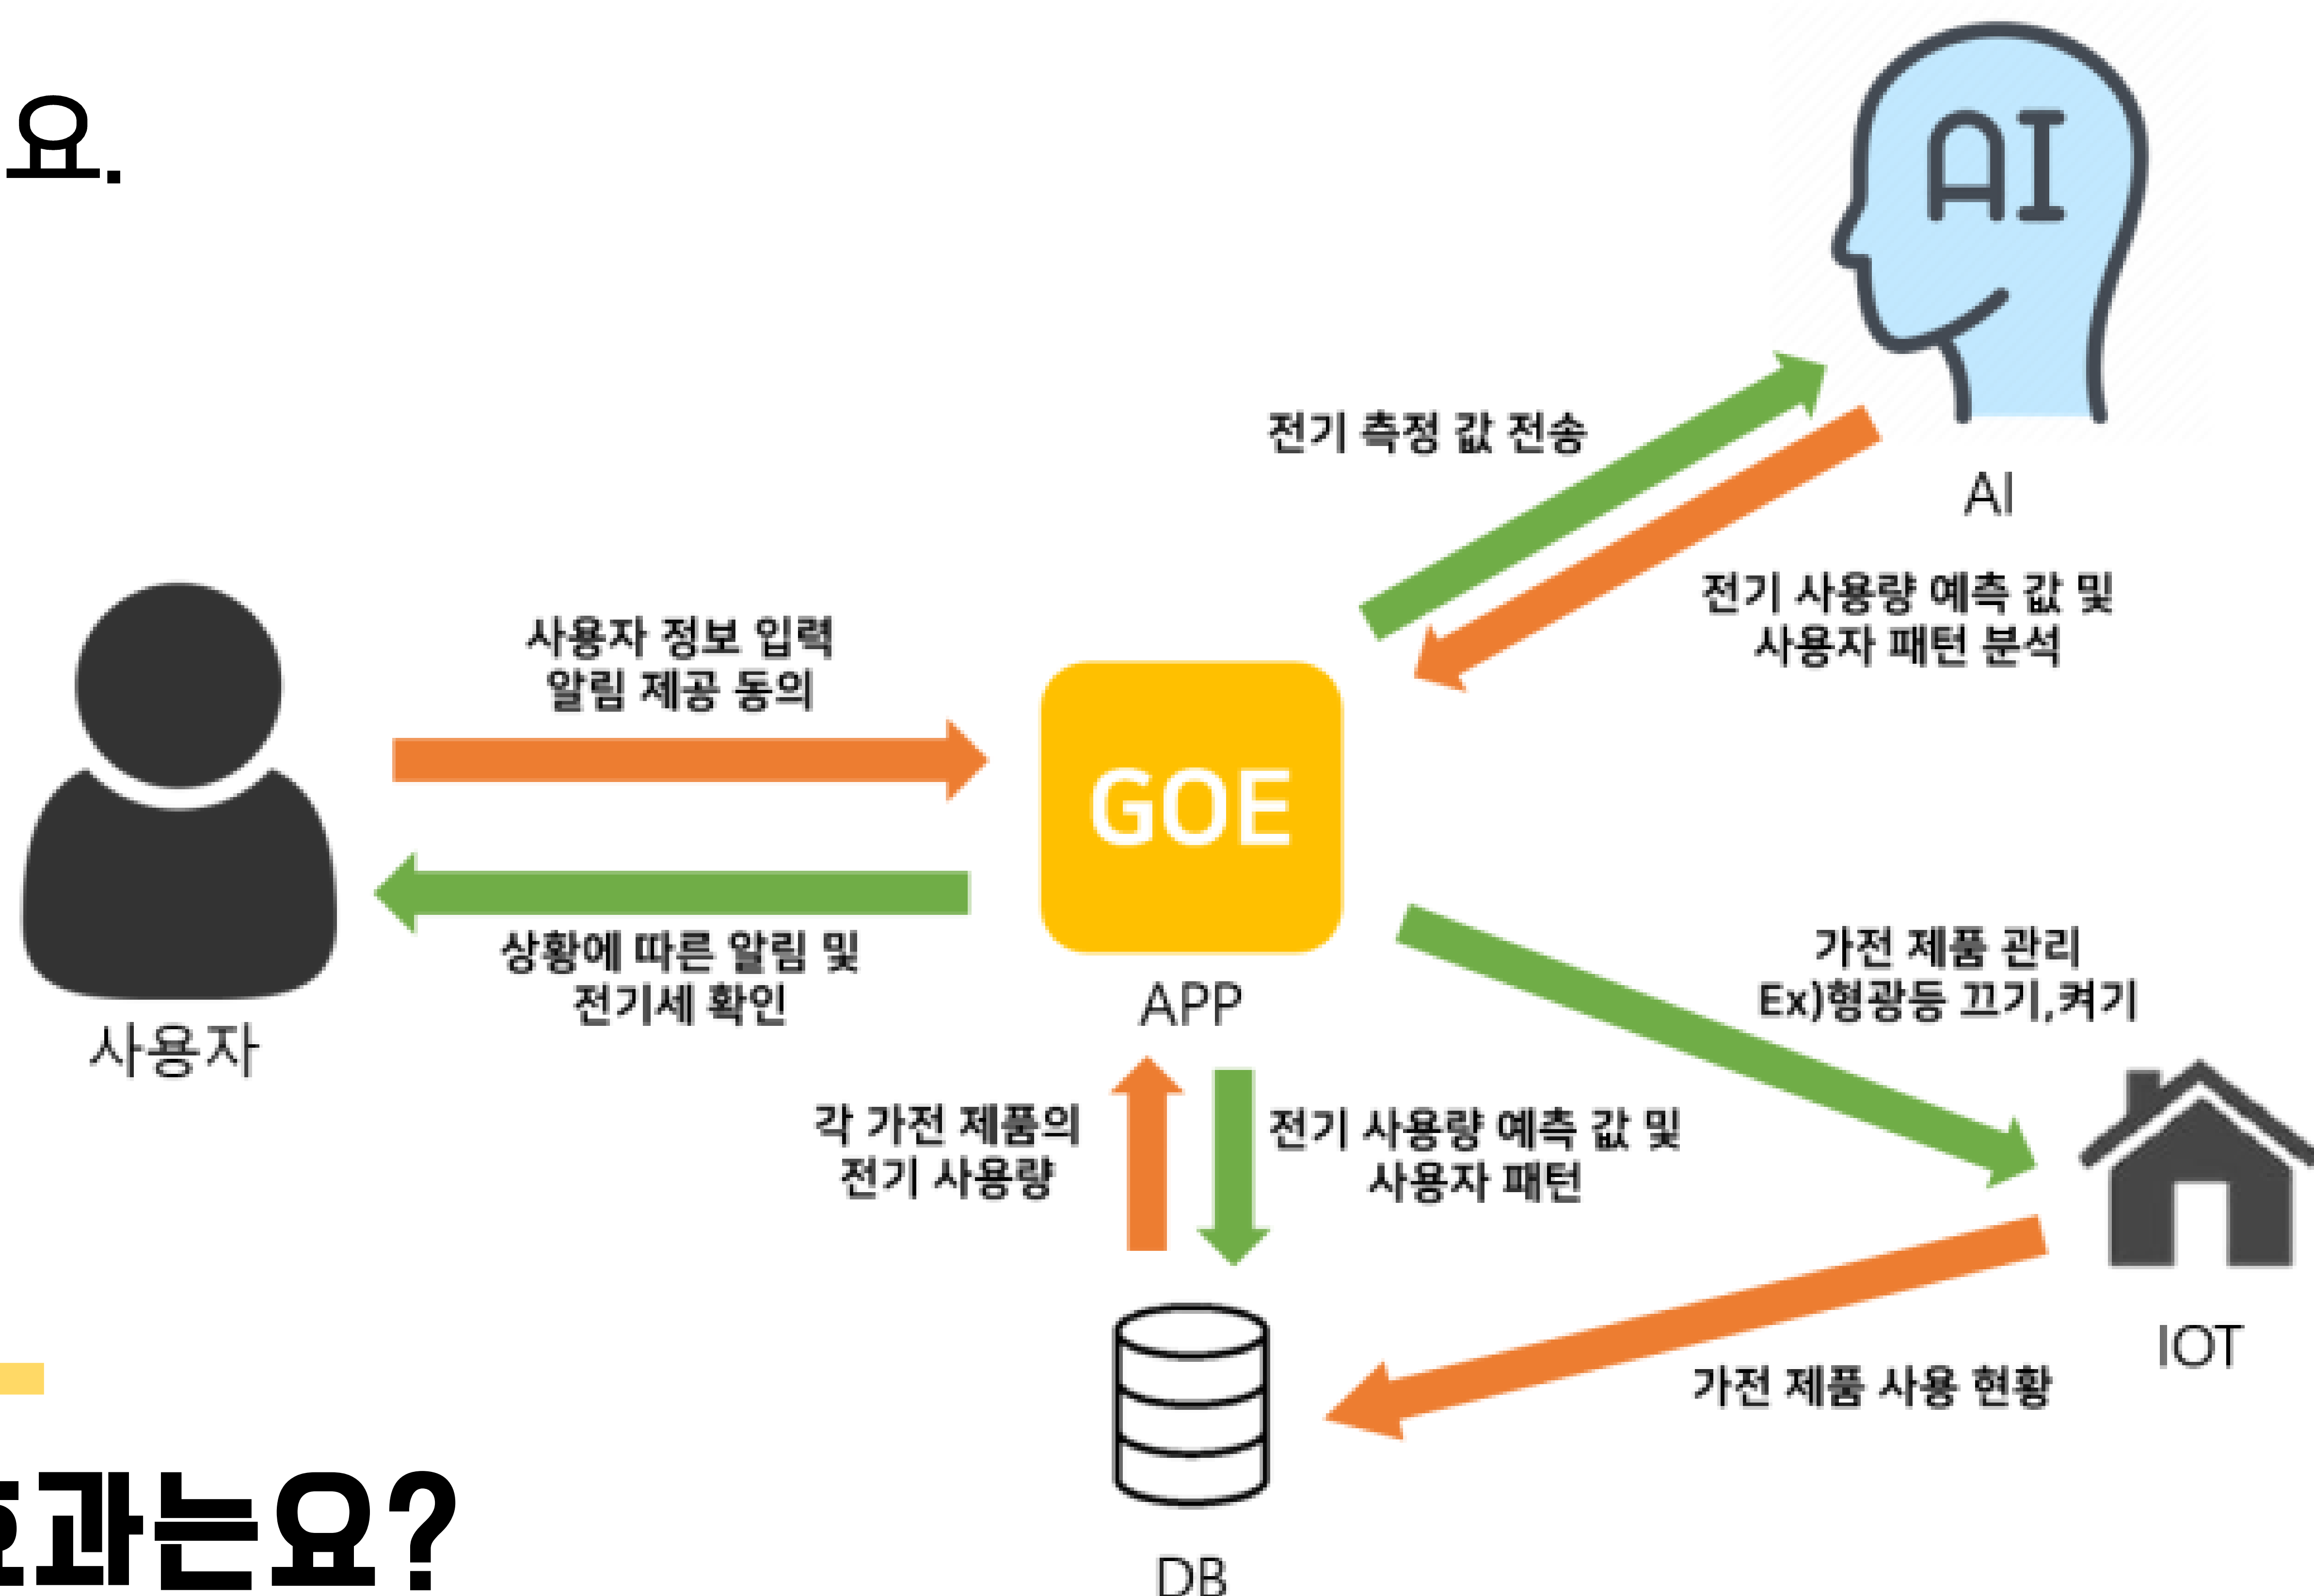 요.
AI
AI
전기 측정 값 전송
전기 사용량 예측 값 및
사용자 패턴 분석
사용자 정보 입력
알림 제공 동의
GOE
APP
상황에 따른 알림 및
전기세 확인
사용자
가전 제품 관리
Ex)형광등 끄기,켜기
각 가전 제품의
전기 사용량
전기 사용량 예측 값 및
사용자 패턴
IOT
가전 제품 사용 현황
DB
효과는요?